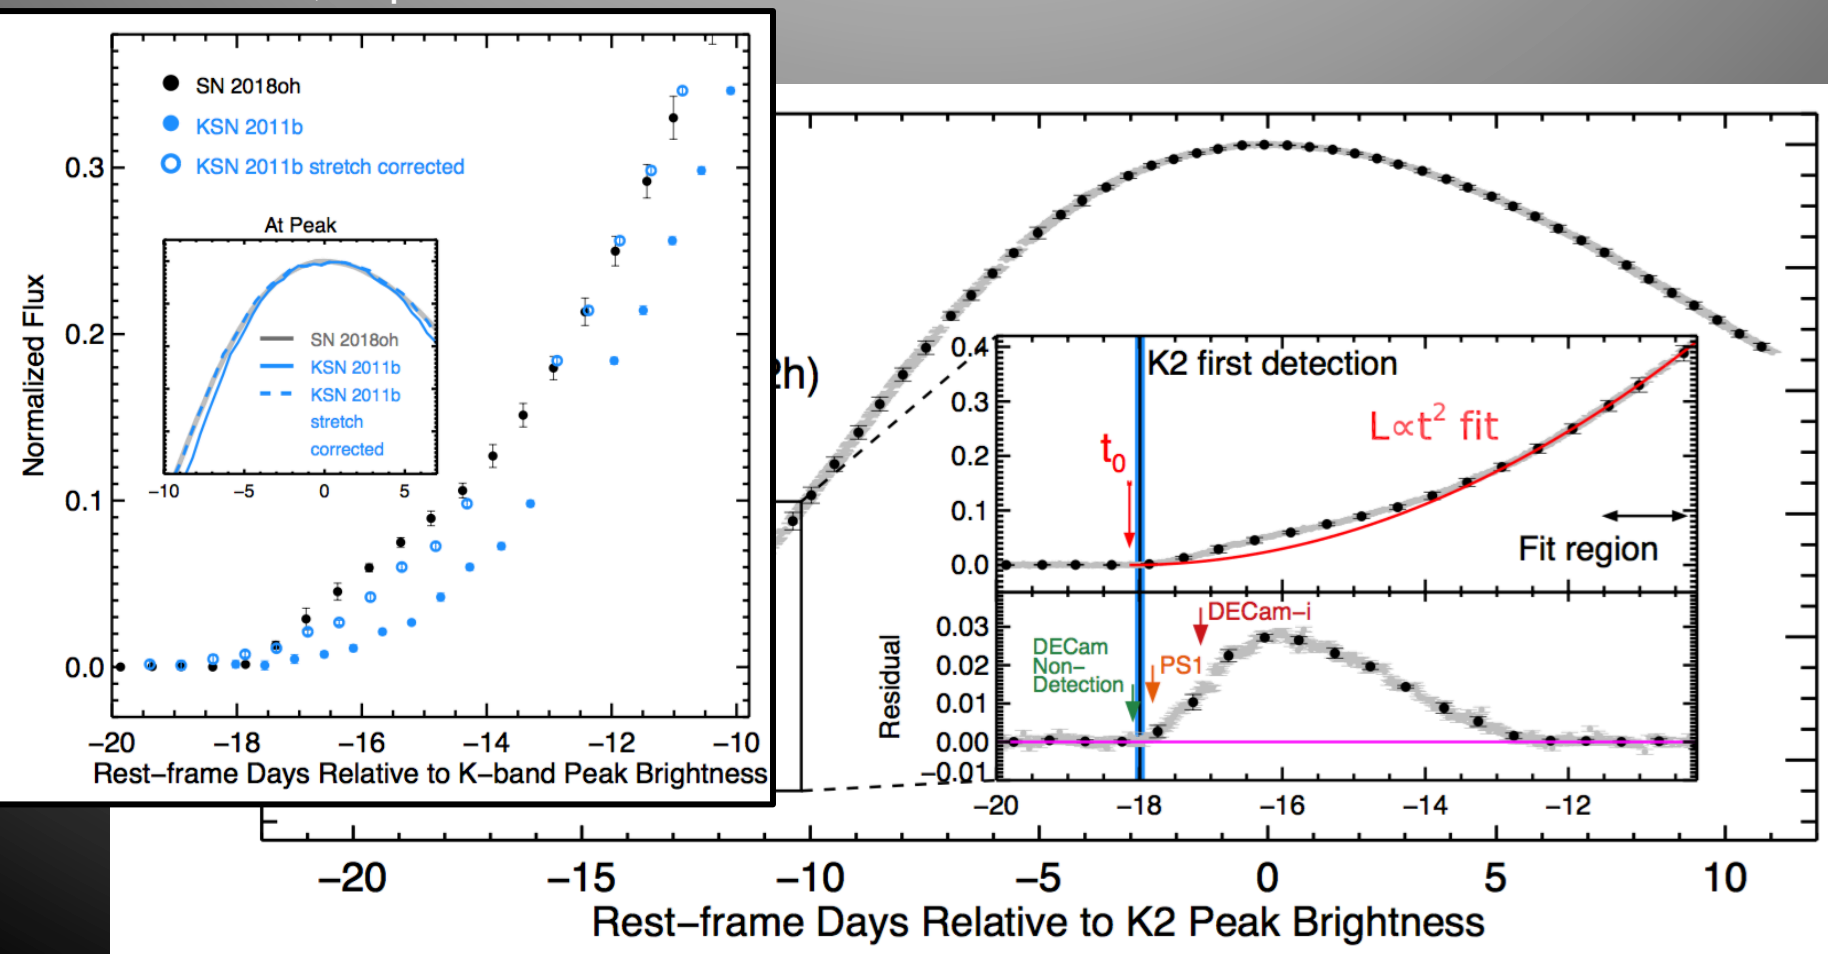 SN 2018oh
KSN 2011b
KSN 2011b stretch corrected
0.3
0.2
0.1
0.0
Normalized Flux
At Peak
SN 2018oh
KSN 2011b
KSN 2011b
stretch
corrected
−10 −5 0 5
−20 −18 −16 −14 −12 −10
Rest−frame Days Relative to K−band Peak Brightness
2h)
K2 first detection
L∝t² fit
t₀
Fit region
0.4
0.3
0.2
0.1
0.0
DECam−i
DECam
Non−
Detection
PS1
Residual
0.03
0.02
0.01
0.00
−0.01
−20 −18 −16 −14 −12
−20 −15 −10 −5 0 5 10
Rest−frame Days Relative to K2 Peak Brightness